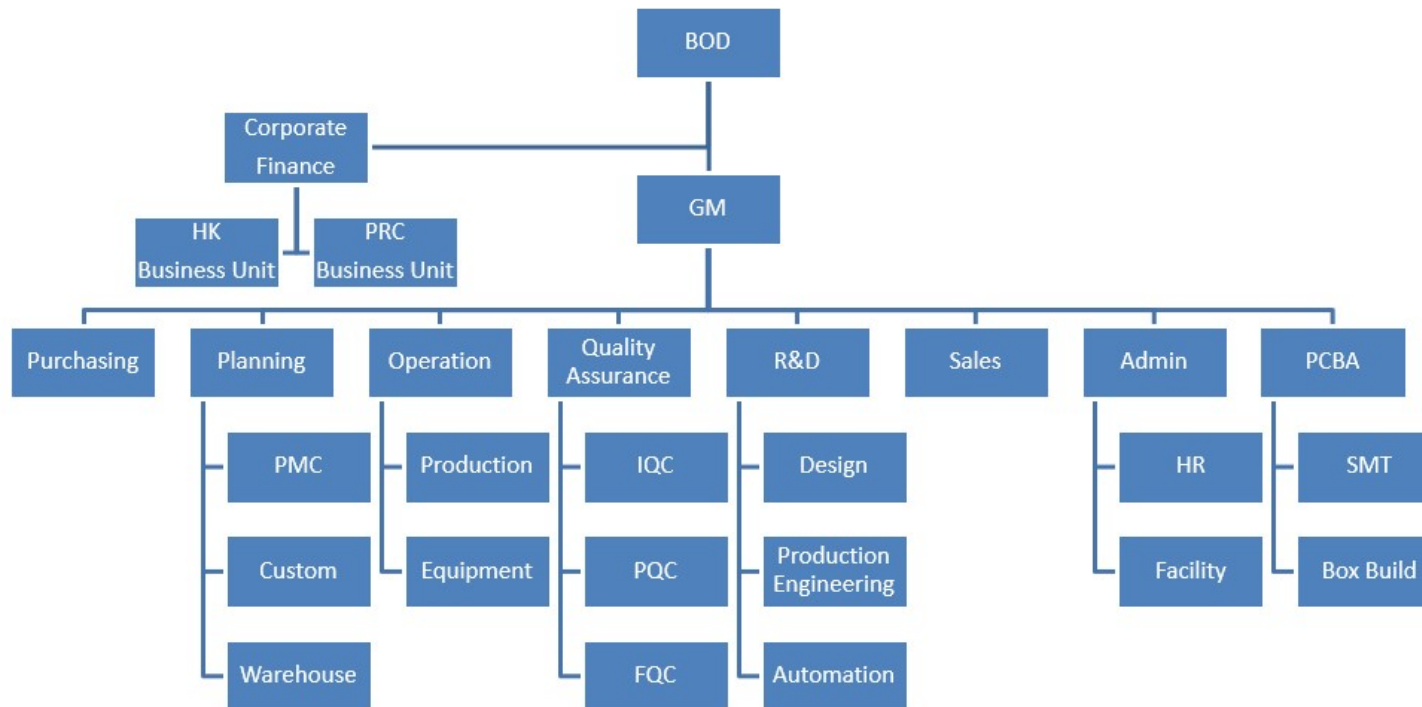 BOD
Corporate
Finance
GM
HK
Business Unit
PRC
Business Unit
Purchasing
Planning
Operation
Quality
Assurance
R&D
Sales
Admin
PCBA
PMC
Production
IQC
Design
HR
SMT
Custom
Equipment
PQC
Production
Engineering
Facility
Box Build
Warehouse
FQC
Automation